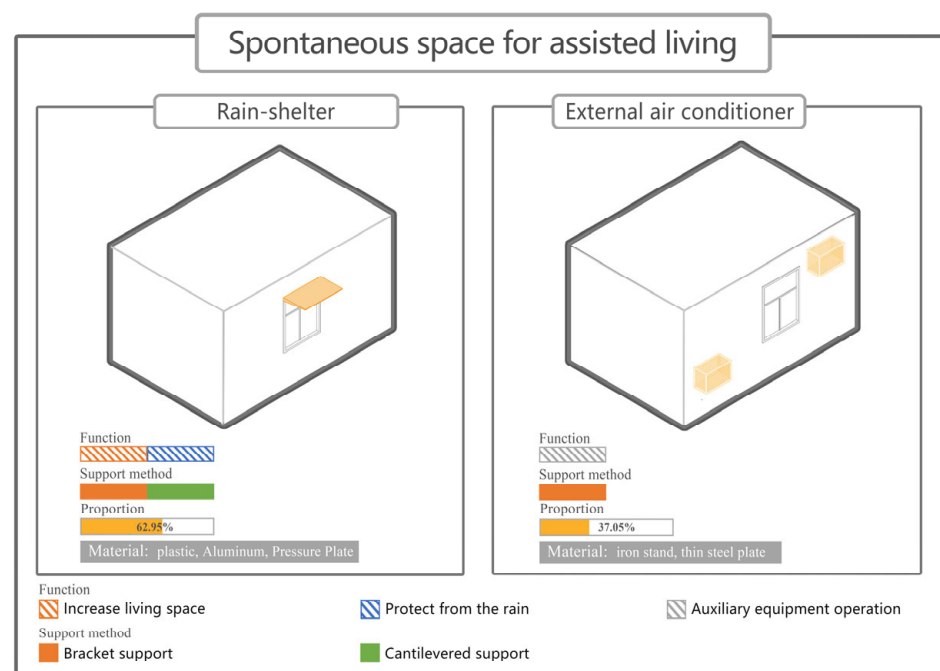 Spontaneous space for assisted living
Rain-shelter
Function
Support method
Proportion
62.95%
Material: plastic, Aluminum, Pressure Plate
External air conditioner
Function
Support method
Proportion
37.05%
Material: iron stand, thin steel plate
Function
Increase living space
Protect from the rain
Auxiliary equipment operation
Support method
Bracket support
Cantilevered support